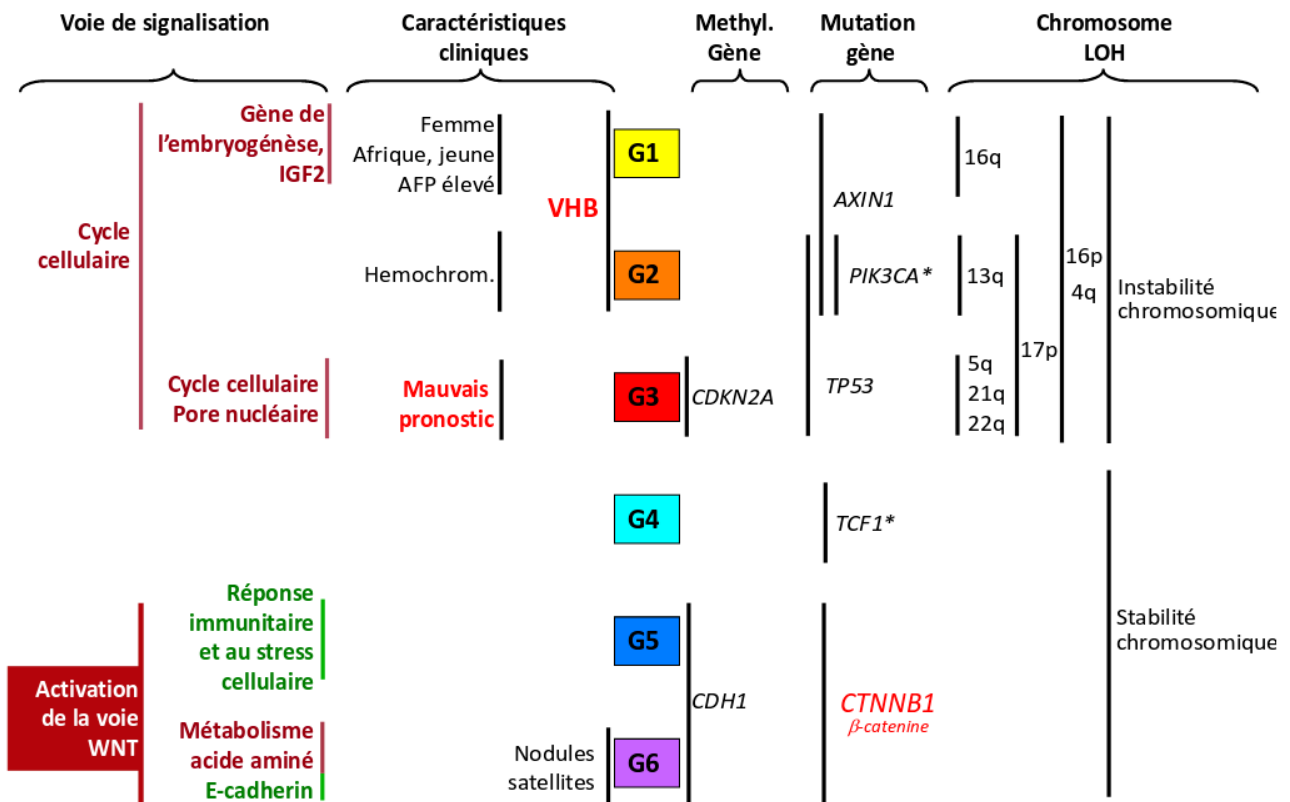 Voie de signalisation
Caractéristiques
cliniques
Methyl.
Gène
Mutation
gène
Chromosome
LOH
Gène de
l'embryogénèse,
IGF2
Femme
Afrique, jeune
AFP élevé
VHB
G1
AXIN1
16q
Cycle
cellulaire
Hemochrom.
G2
PIK3CA*
13q
16p
4q
Instabilité
chromosomique
Cycle cellulaire
Pore nucléaire
Mauvais
pronostic
G3
CDKN2A
TP53
5q
21q
22q
17p
G4
TCF1*
Réponse
immunitaire
et au stress
cellulaire
G5
Stabilité
chromosomique
Activation
de la voie
WNT
Métabolisme
acide aminé
E-cadherin
Nodules
satellites
G6
CDH1
CTNNB1
β-catenine